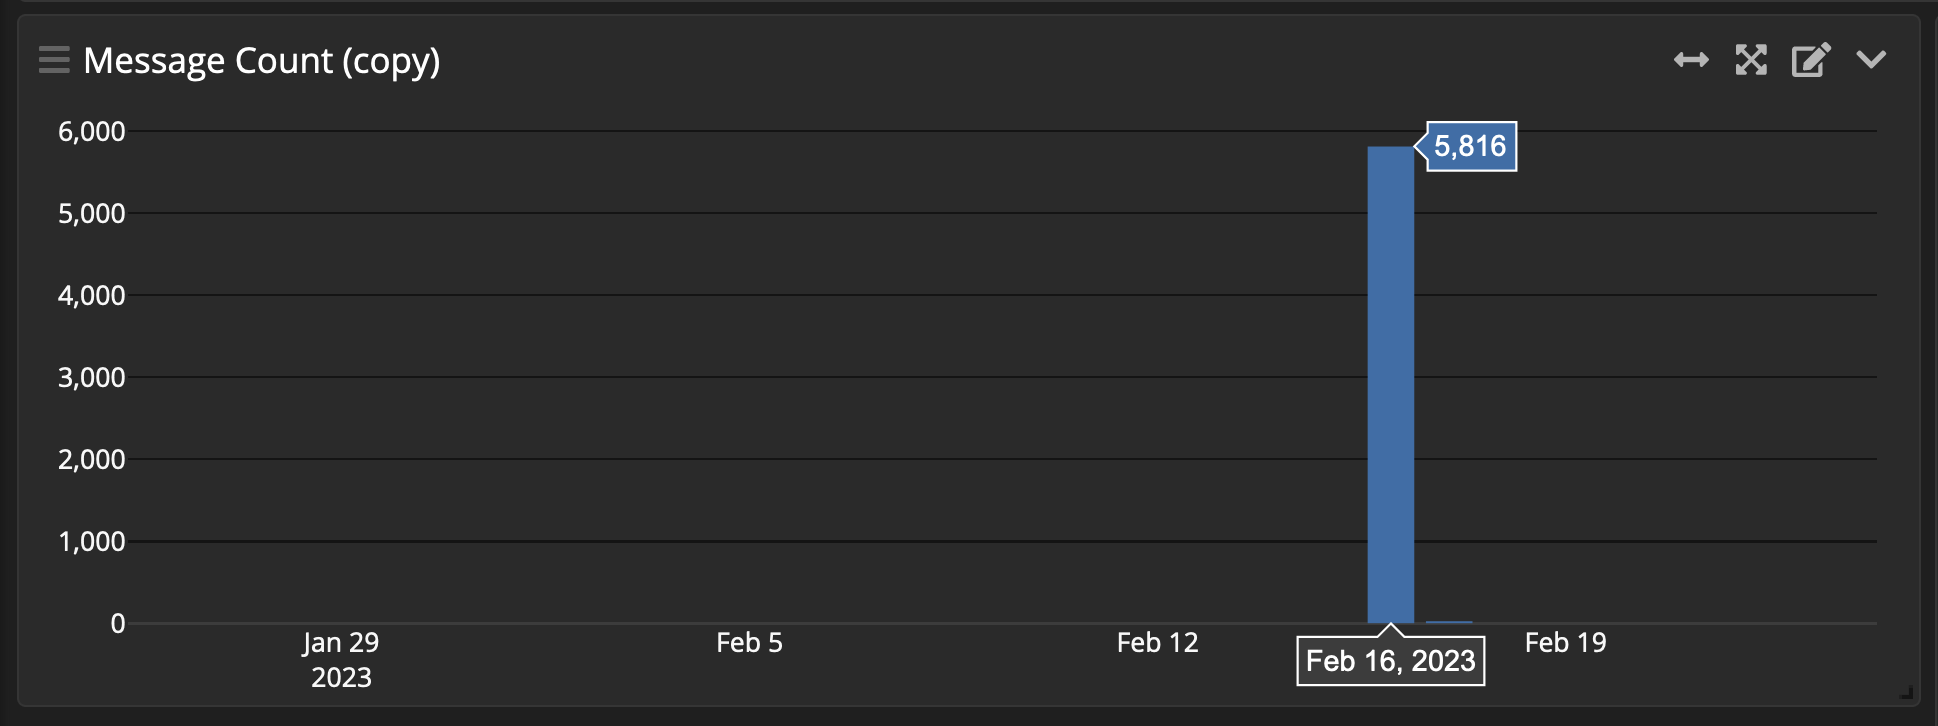 Message Count (copy)
6,000
5,816
5,000
4,000
3,000
2,000
1,000
0
Jan 29
2023
Feb 5
Feb 12
Feb 16, 2023
Feb 19